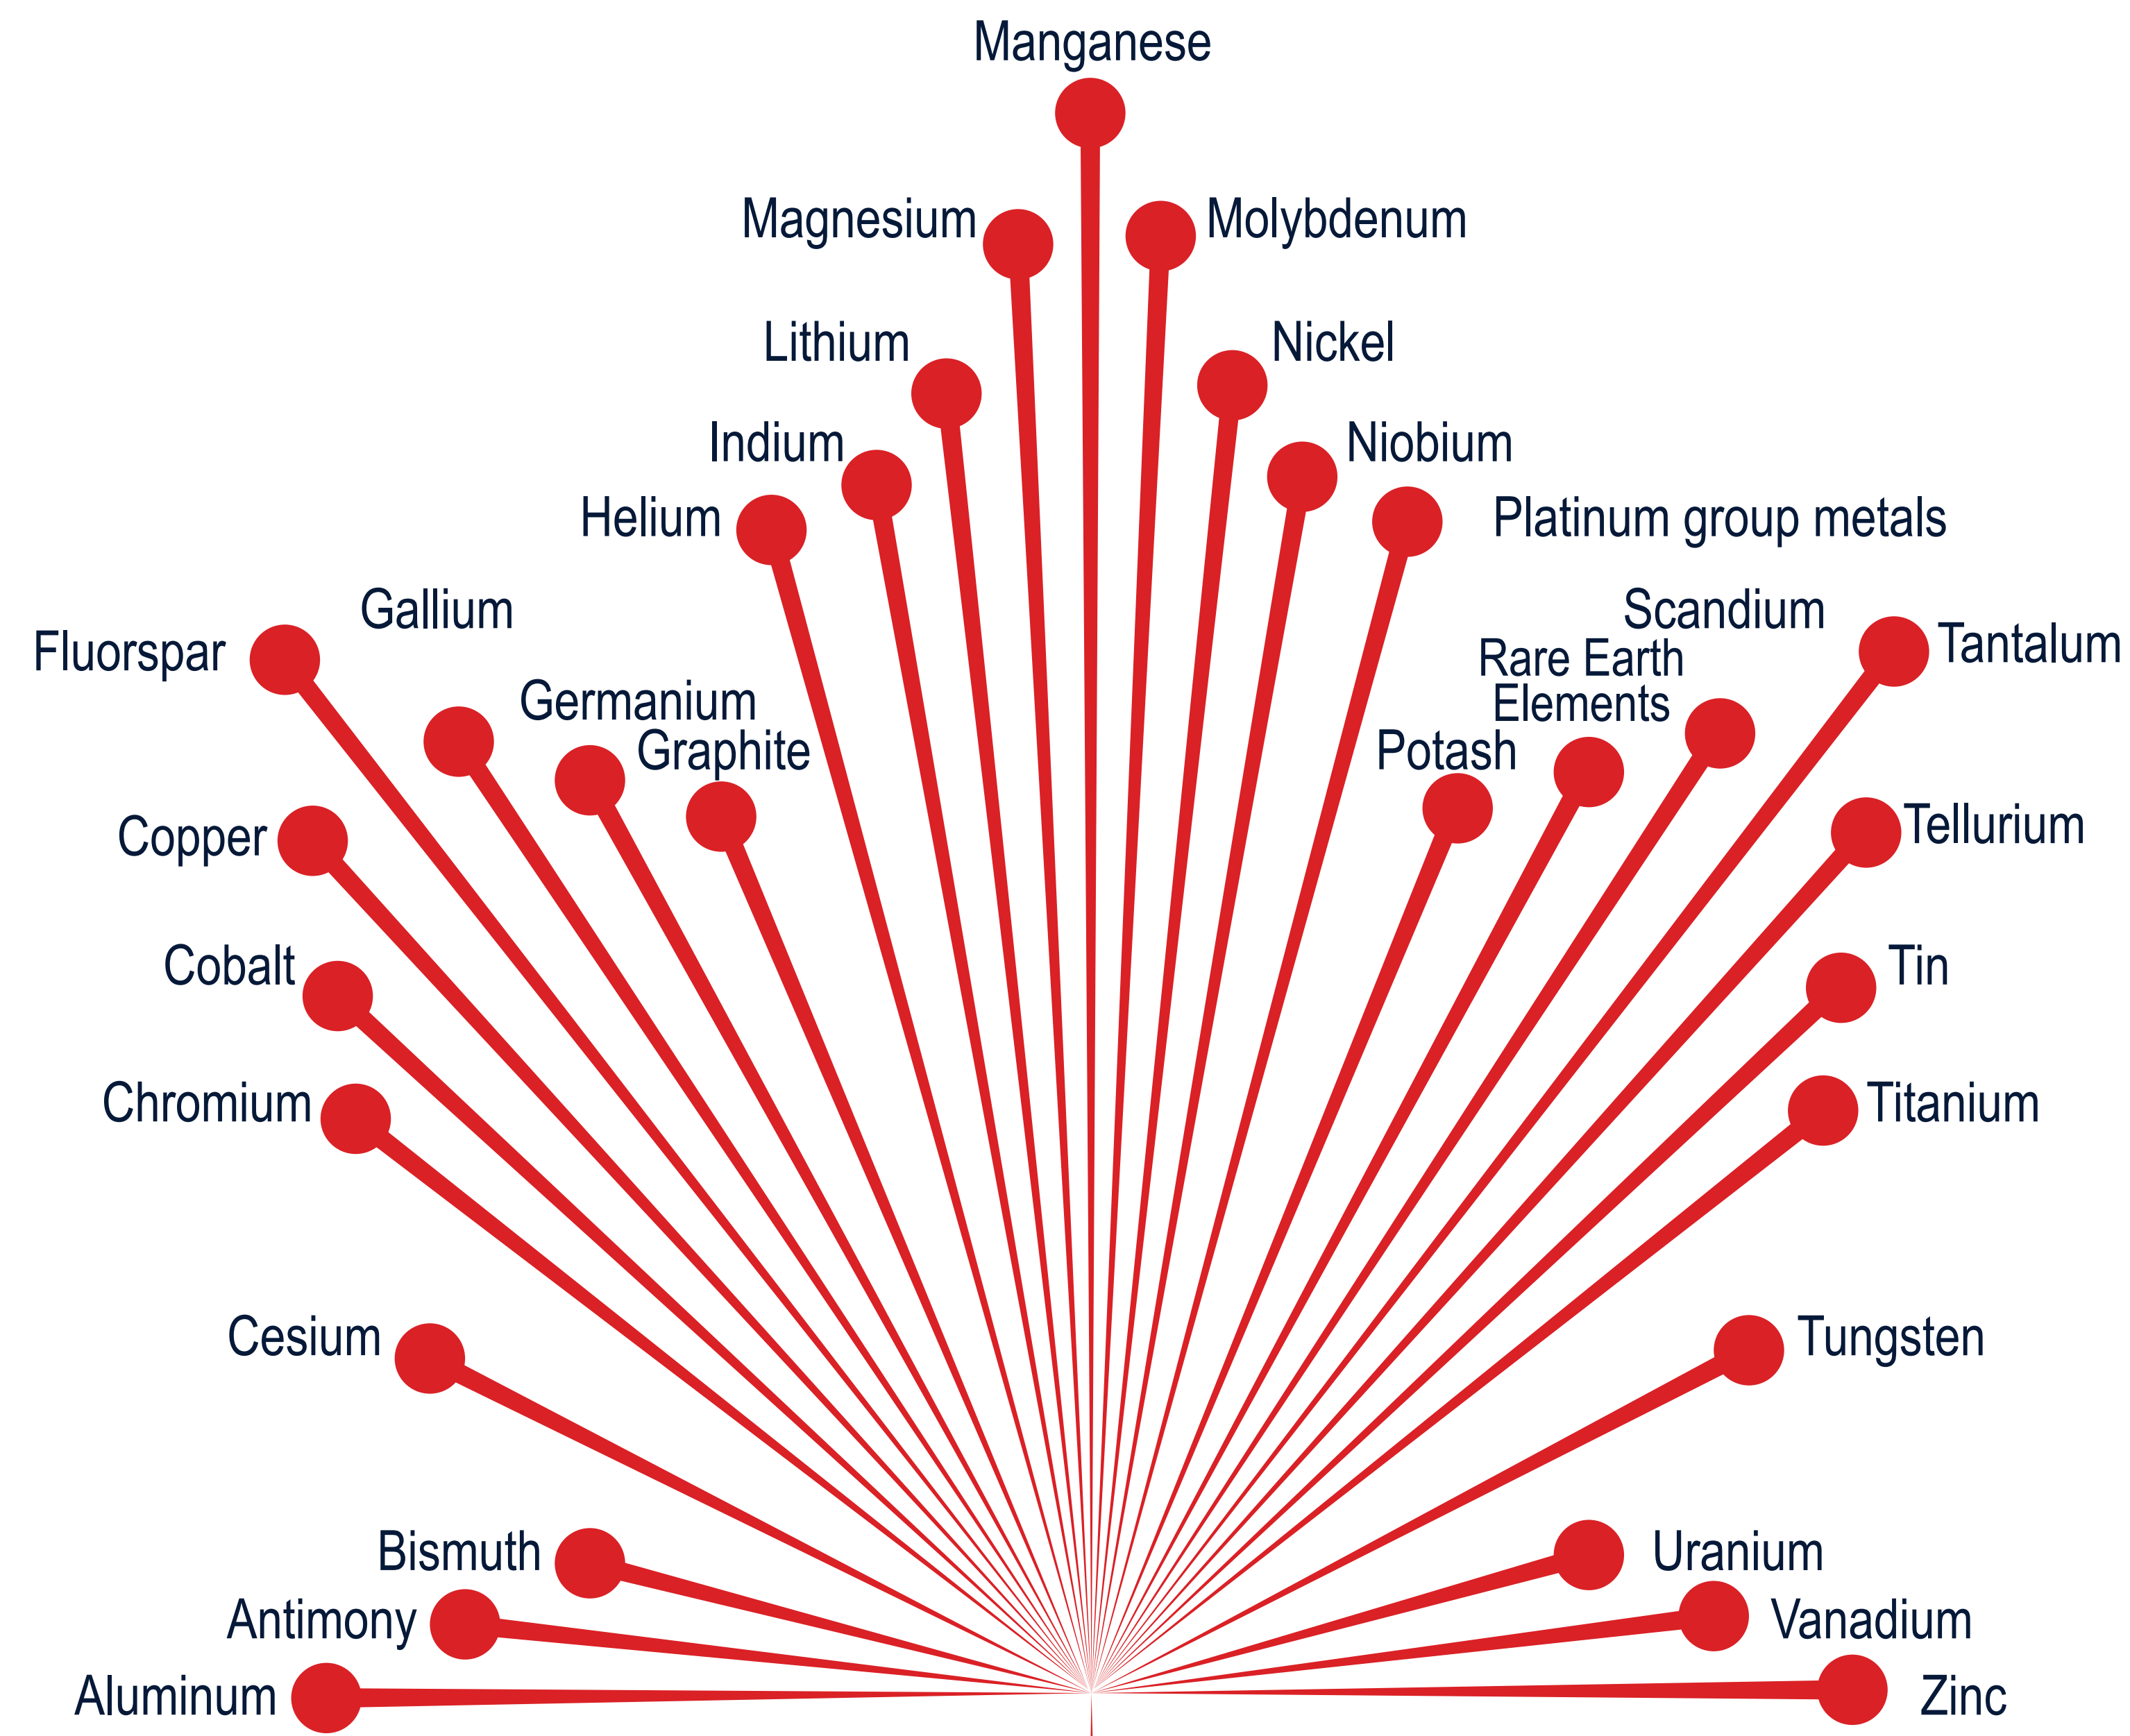 Manganese
Magnesium
Molybdenum
Lithium
Nickel
Indium
Niobium
Helium
Platinum group metals
Gallium
Scandium
Fluorspar
Tantalum
Rare Earth
Elements
Germanium
Graphite
Potash
Copper
Tellurium
Cobalt
Tin
Chromium
Titanium
Cesium
Tungsten
Bismuth
Uranium
Antimony
Vanadium
Aluminum
Zinc